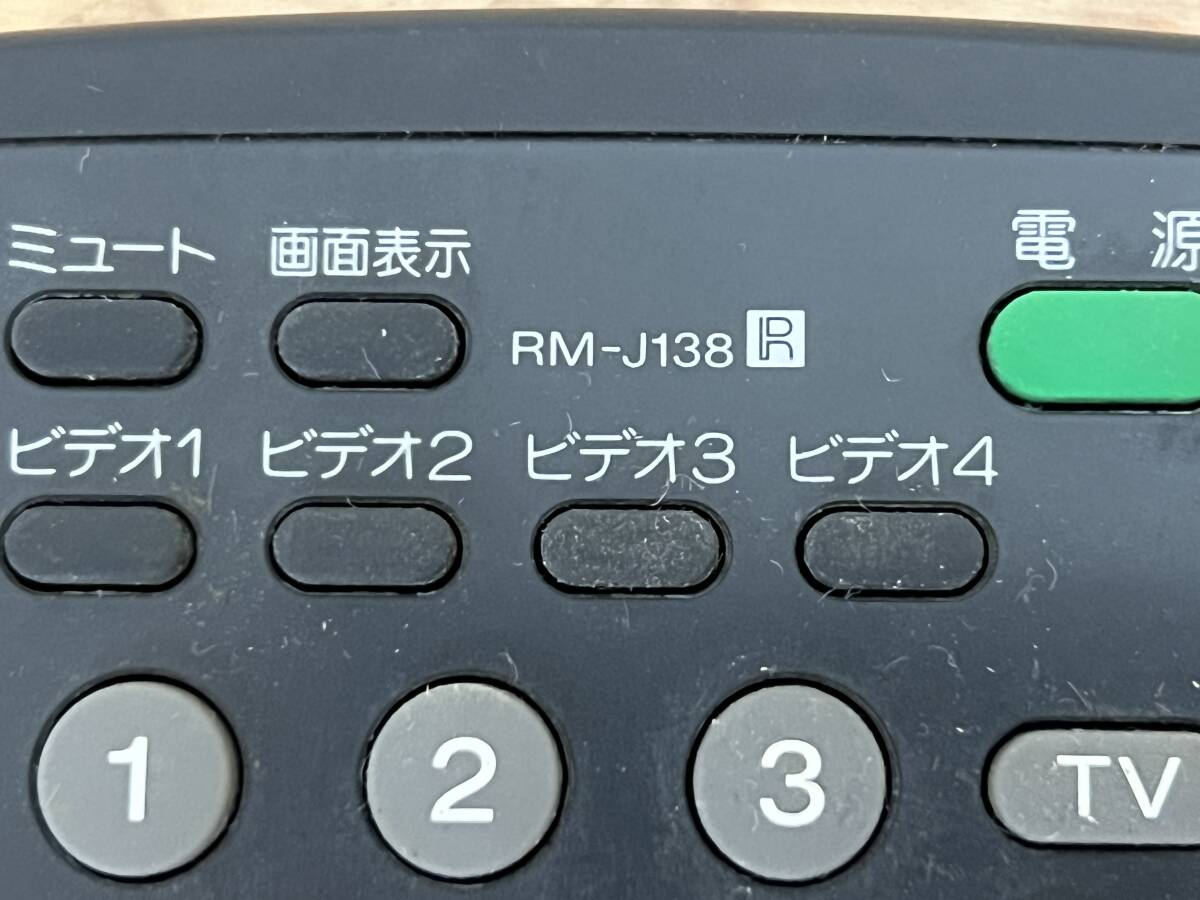 ミュート 画面表示 電源
RM-J138 R
ビデオ1 ビデオ2 ビデオ3 ビデオ4
1 2 3 TV